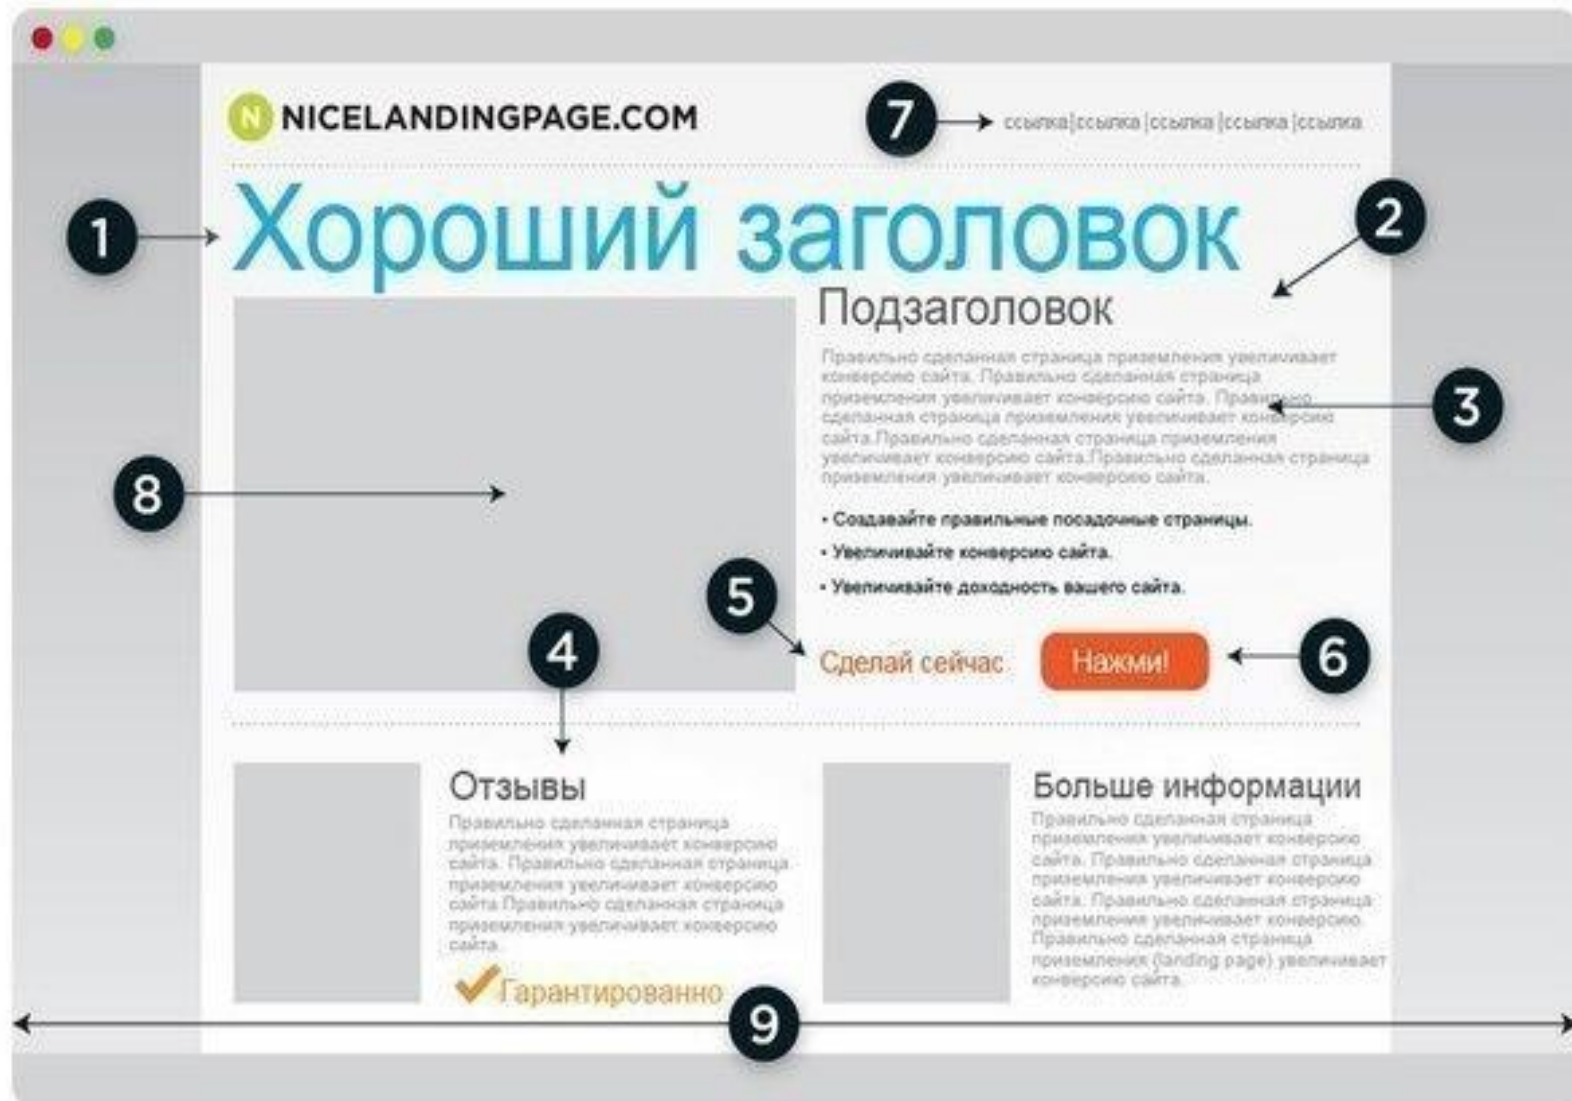 N NICELANDINGPAGE.COM
7
ссылка|ссылка |ссылка |ссылка |ссылка
1
Хороший заголовок
2
Подзаголовок
Правильно сделанная страница приземления увеличивает
конверсию сайта. Правильно сделанная страница
приземления увеличивает конверсию сайта. Правильно
сделанная страница приземления увеличивает конверсию
сайта.Правильно сделанная страница приземления
увеличивает конверсию сайта.Правильно сделанная страница
приземления увеличивает конверсию сайта.
3
8
• Создавайте правильные посадочные страницы.
• Увеличивайте конверсию сайта.
• Увеличивайте доходность вашего сайта.
5
4
Сделай сейчас.
Нажми!
6
Отзывы
Правильно сделанная страница
приземления увеличивает конверсию
сайта. Правильно сделанная страница
приземления увеличивает конверсию
сайта.Правильно сделанная страница
приземления увеличивает конверсию
сайта.
Гарантированно
Больше информации
Правильно сделанная страница
приземления увеличивает конверсию
сайта. Правильно сделанная страница
приземления увеличивает конверсию
сайта. Правильно сделанная страница
приземления увеличивает конверсию.
Правильно сделанная страница
приземления (landing page) увеличивает
конверсию сайта.
9